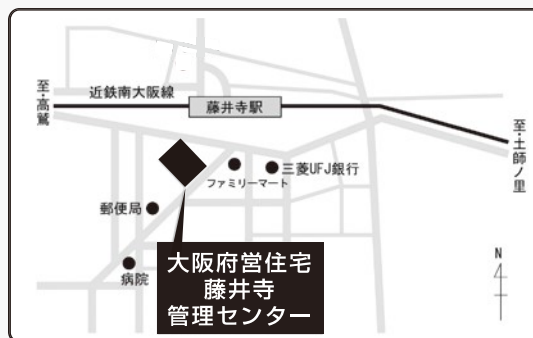 近鉄南大阪線
藤井寺駅
至・高鷲
至・土師ノ里
三菱UFJ銀行
ファミリーマート
郵便局
病院
大阪府営住宅
藤井寺
管理センター
N